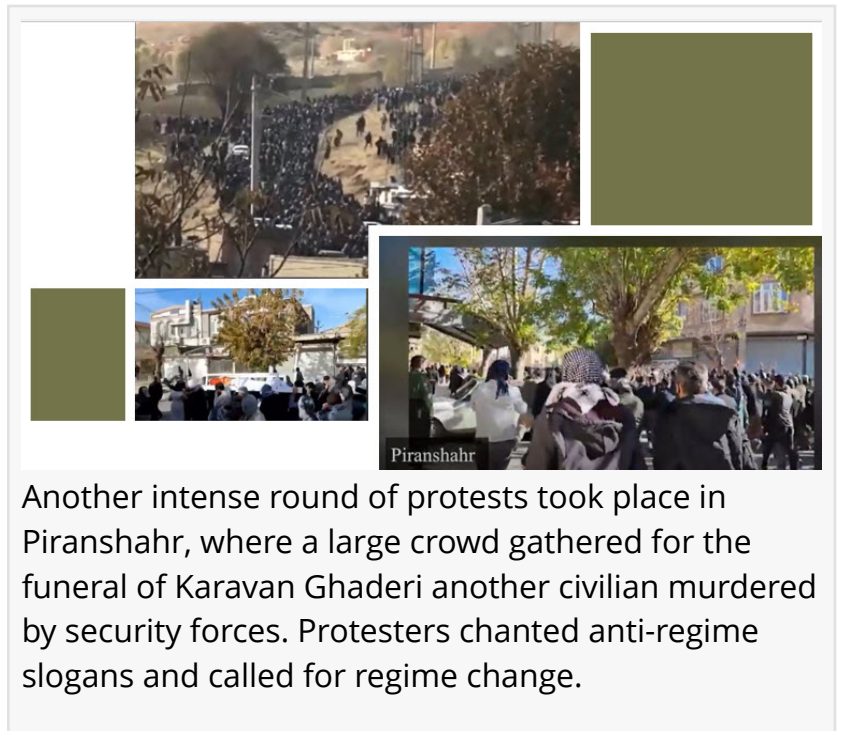 Piranshahr
Another intense round of protests took place in
Piranshahr, where a large crowd gathered for the
funeral of Karavan Ghaderi another civilian murdered
by security forces. Protesters chanted anti-regime
slogans and called for regime change.